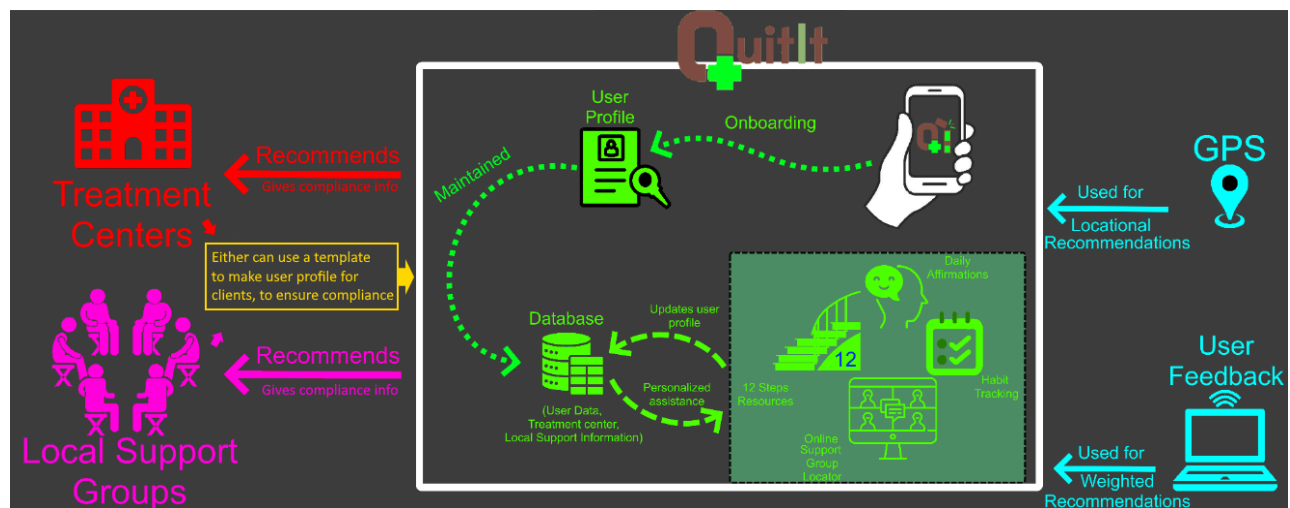 QuitIt
User
Profile
Onboarding
Maintained
Recommends
Gives compliance info
Treatment
Centers
Either can use a template
to make user profile for
clients, to ensure compliance
Recommends
Gives compliance info
Local Support
Groups
Database
(User Data,
Treatment center,
Local Support Information)
Updates user
profile
Personalized
assistance
Daily
Affirmations
12
12 Steps
Resources
Habit
Tracking
Online
Support
Group
Locator
GPS
Used for
Locational
Recommendations
User
Feedback
Used for
Weighted
Recommendations